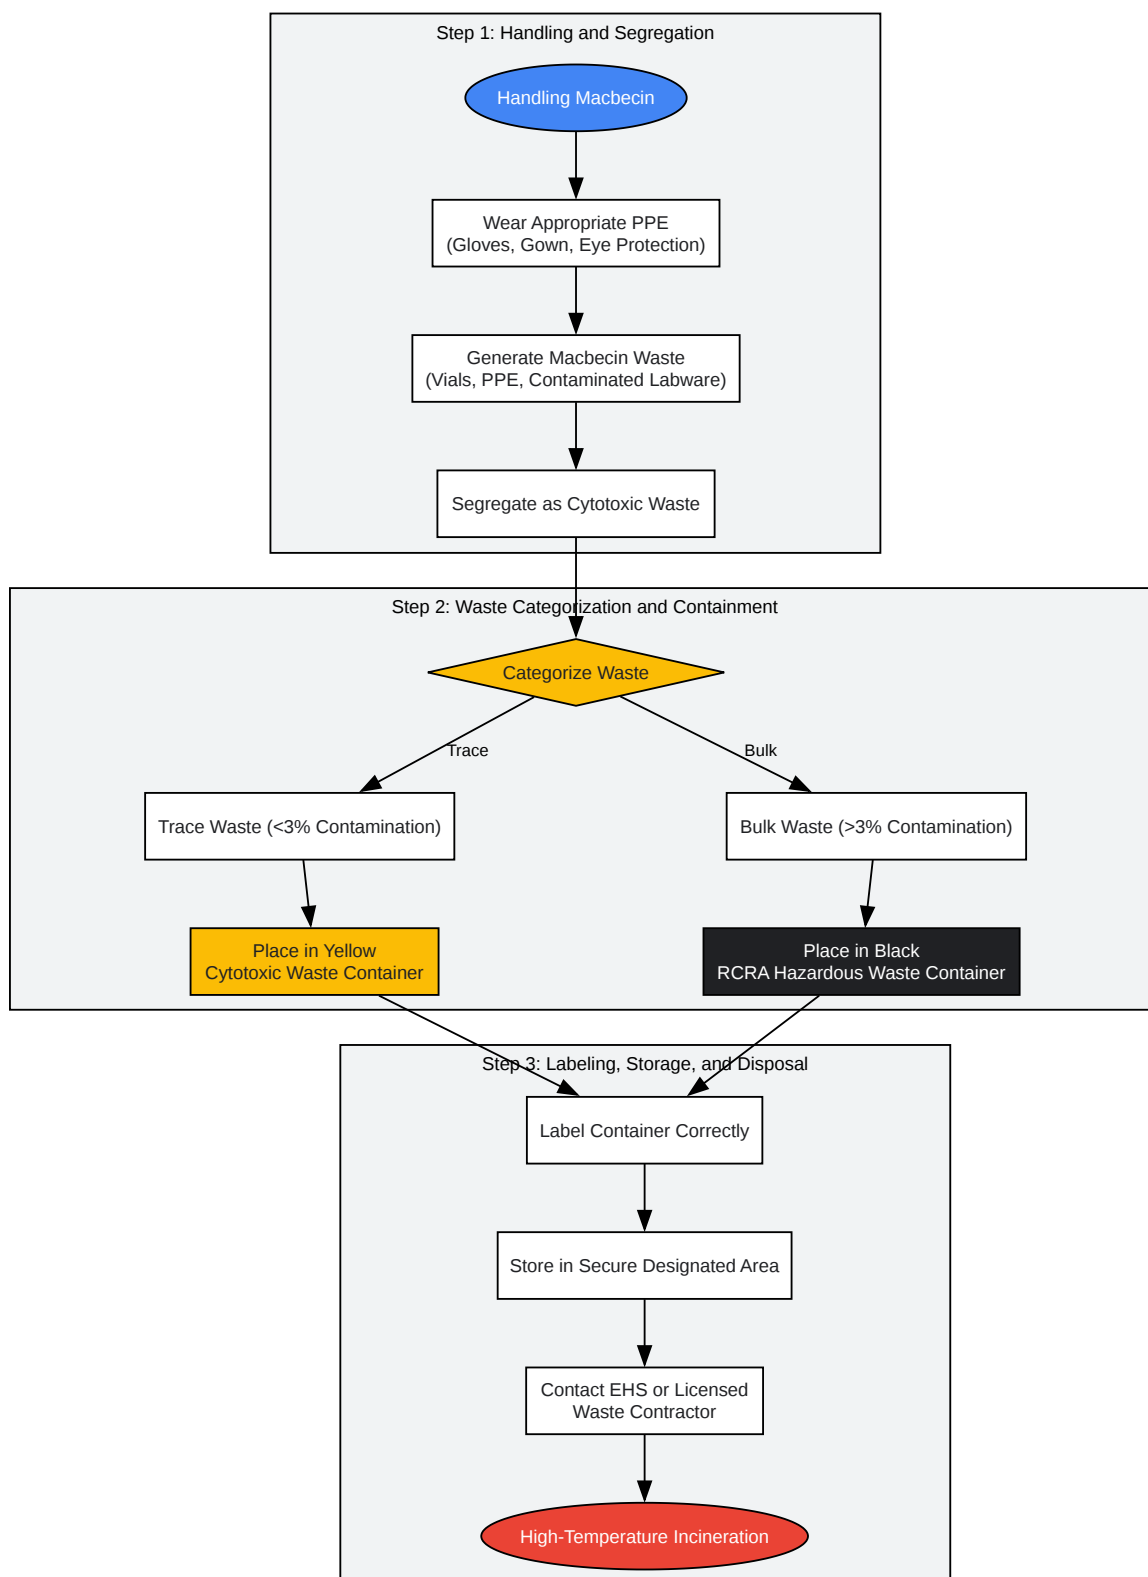 Step 1: Handling and Segregation
Handling Macbecin
Wear Appropriate PPE
(Gloves, Gown, Eye Protection)
Generate Macbecin Waste
(Vials, PPE, Contaminated Labware)
Segregate as Cytotoxic Waste
Step 2: Waste Categorization and Containment
Categorize Waste
Trace
Bulk
Trace Waste (<3% Contamination)
Bulk Waste (>3% Contamination)
Place in Yellow
Cytotoxic Waste Container
Place in Black
RCRA Hazardous Waste Container
Step 3: Labeling, Storage, and Disposal
Label Container Correctly
Store in Secure Designated Area
Contact EHS or Licensed
Waste Contractor
High-Temperature Incineration